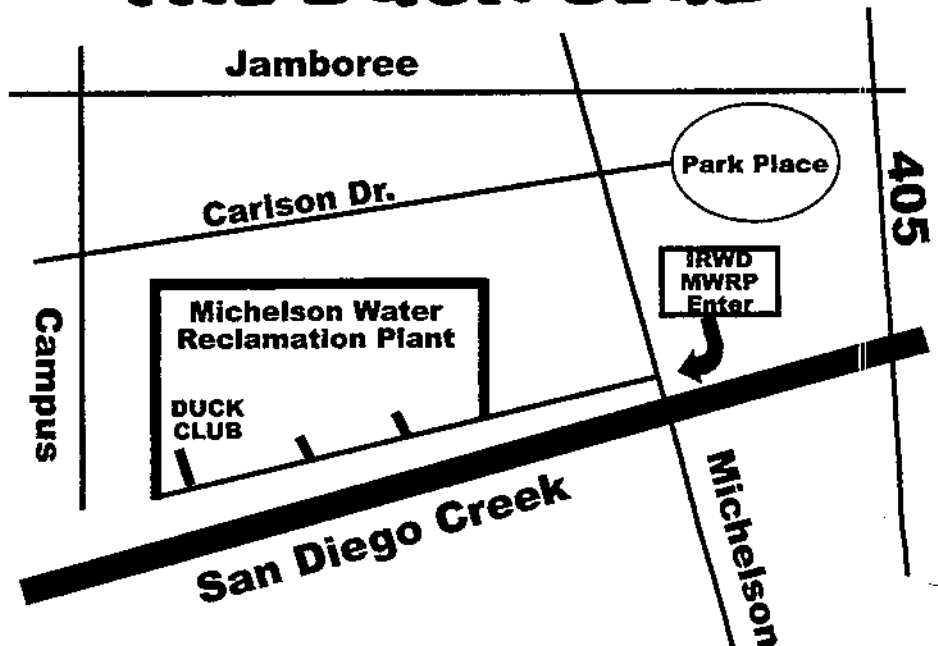 Jamboree
Park Place
405
Carlson Dr.
IRWD
MWRP
Enter
Campus
Michelson Water
Reclamation Plant
DUCK
CLUB
San Diego Creek
Michelson